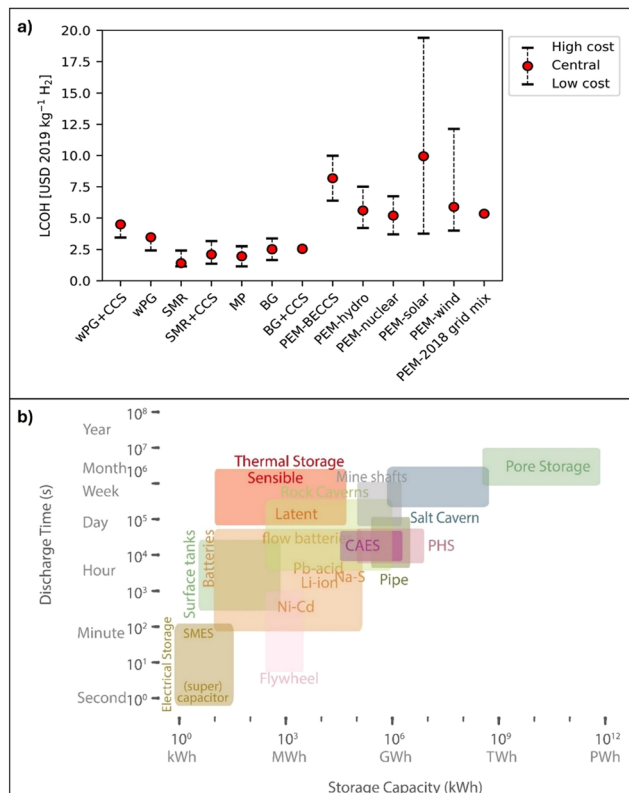 a)
20.0
17.5
15.0
12.5
10.0
7.5
5.0
2.5
0.0
LCOH [USD 2019 kg⁻¹ H₂]
High cost
Central
Low cost
wPG+CCS
wPG
SMR
SMR+CCS
MP
BG
BG+CCS
PEM-BECCS
PEM-hydro
PEM-nuclear
PEM-solar
PEM-wind
PEM-2018 grid mix
b)
Discharge Time (s)
Year
Month
Week
Day
Hour
Minute
Second
10⁸
10⁷
10⁶
10⁵
10⁴
10³
10²
10¹
10⁰
Thermal Storage
Sensible
Mine shafts
Pore Storage
Rock Caverns
Latent
Salt Cavern
flow batterie
CAES
PHS
Surface tanks
Batteries
Pb-acid
Na-S
Pipe
Li-ion
Ni-Cd
Electrical Storage
SMES
(super)
capacitor
Flywheel
10⁰
10³
10⁶
10⁹
10¹²
kWh
MWh
GWh
TWh
PWh
Storage Capacity (kWh)